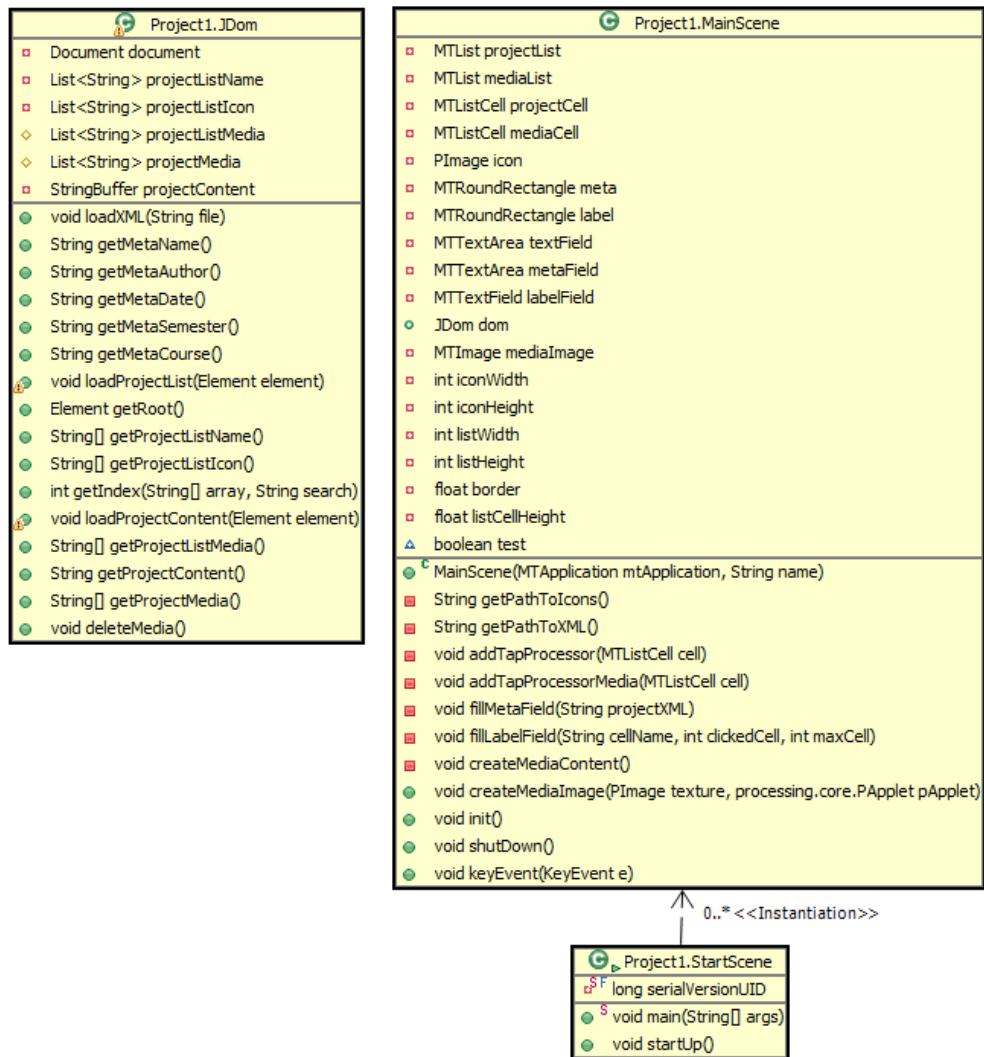 Project1.JDom
Document document
List<String> projectListName
List<String> projectListIcon
List<String> projectListMedia
List<String> projectMedia
StringBuffer projectContent
void loadXML(String file)
String getMetaName()
String getMetaAuthor()
String getMetaDate()
String getMetaSemester()
String getMetaCourse()
void loadProjectList(Element element)
Element getRoot()
String[] getProjectListName()
String[] getProjectListIcon()
int getIndex(String[] array, String search)
void loadProjectContent(Element element)
String[] getProjectListMedia()
String getProjectContent()
String[] getProjectMedia()
void deleteMedia()
Project1.MainScene
MTList projectList
MTList mediaList
MTListCell projectCell
MTListCell mediaCell
PImage icon
MTRoundRectangle meta
MTRoundRectangle label
MTTextArea textField
MTTextArea metaField
MTTextField labelField
JDom dom
MTImage mediaImage
int iconWidth
int iconHeight
int listWidth
int listHeight
float border
float listCellHeight
boolean test
C MainScene(MTApplication mtApplication, String name)
String getPathToIcons()
String getPathToXML()
void addTapProcessor(MTListCell cell)
void addTapProcessorMedia(MTListCell cell)
void fillMetaField(String projectXML)
void fillLabelField(String cellName, int clickedCell, int maxCell)
void createMediaContent()
void createMediaImage(PImage texture, processing.core.PApplet pApplet)
void init()
void shutDown()
void keyEvent(KeyEvent e)
0..* <<Instantiation>>
Project1.StartScene
S F long serialVersionUID
S void main(String[] args)
void startUp()